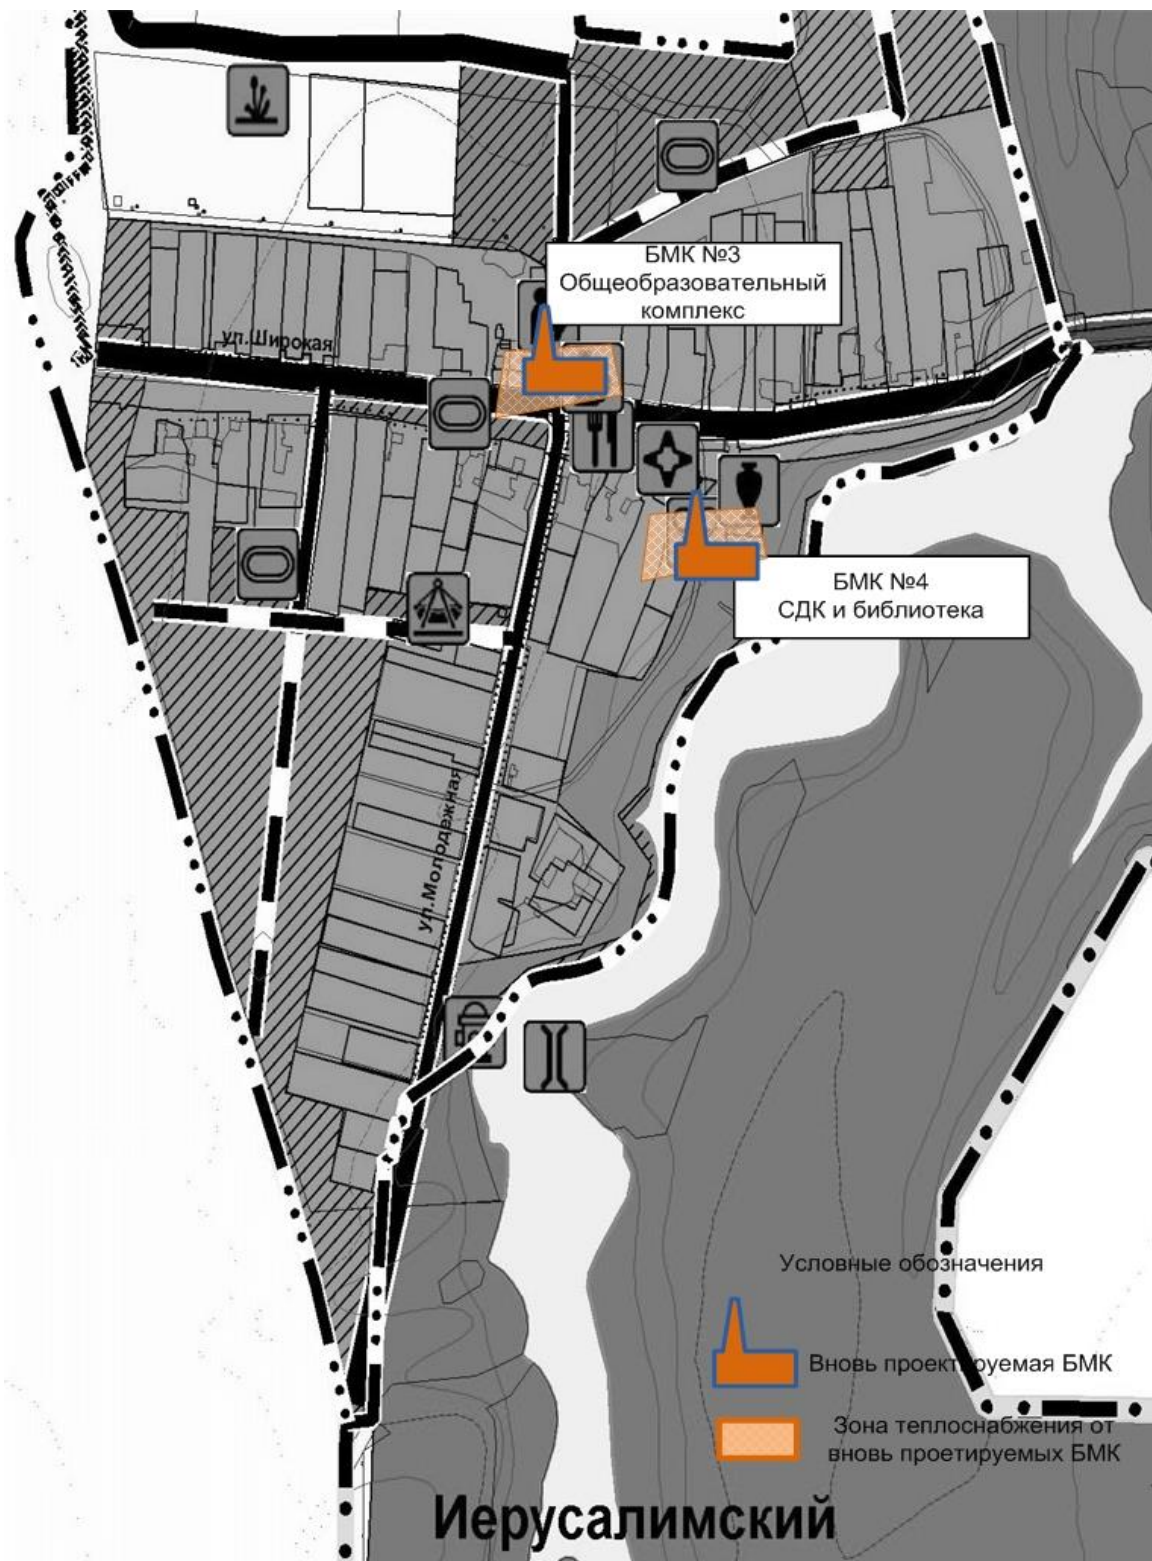 БМК №3
Общеобразовательный
комплекс
ул.Широкая
БМК №4
СДК и библиотека
ул.Молодежная
Условные обозначения
Вновь проектируемая БМК
Зона теплоснабжения от
вновь проетируемых БМК
Иерусалимский